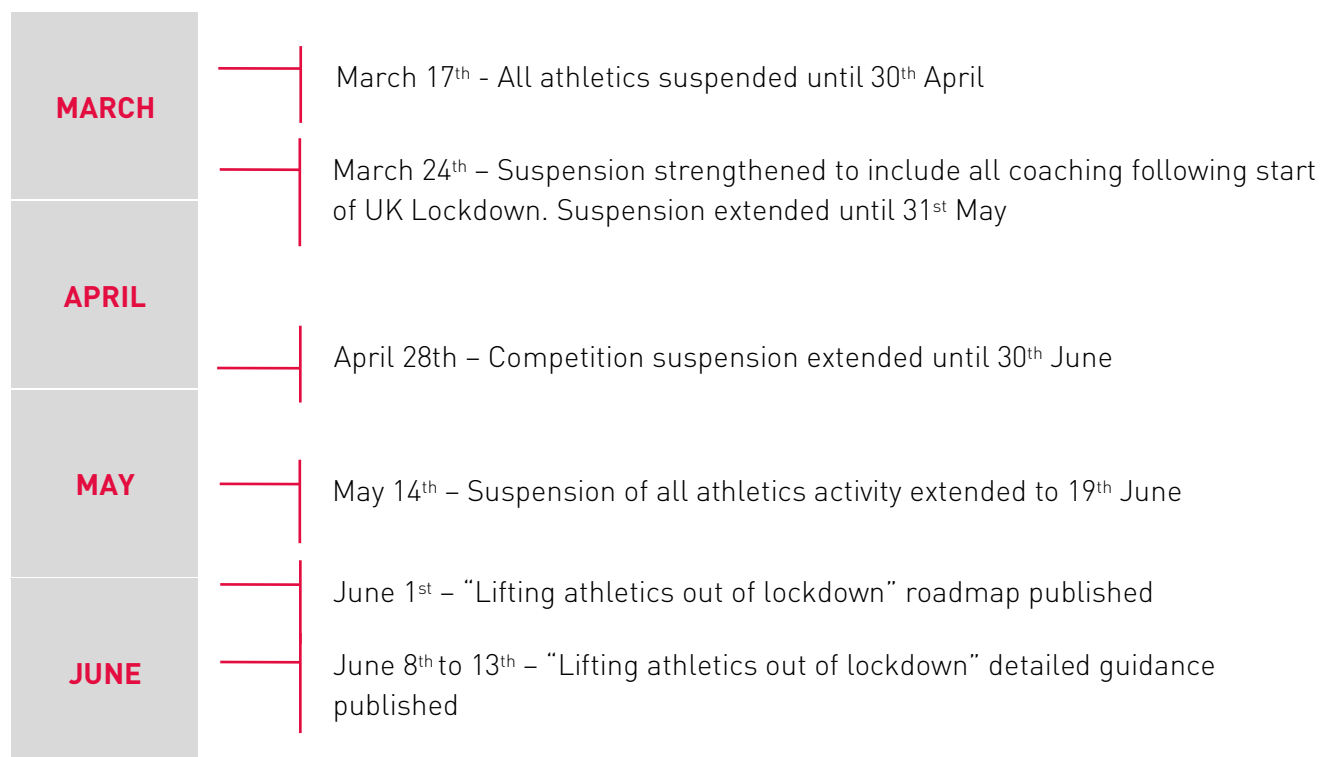 MARCH
March 17th - All athletics suspended until 30th April
March 24th – Suspension strengthened to include all coaching following start
of UK Lockdown. Suspension extended until 31st May
APRIL
April 28th – Competition suspension extended until 30th June
MAY
May 14th – Suspension of all athletics activity extended to 19th June
JUNE
June 1st – “Lifting athletics out of lockdown” roadmap published
June 8th to 13th – “Lifting athletics out of lockdown” detailed guidance
published